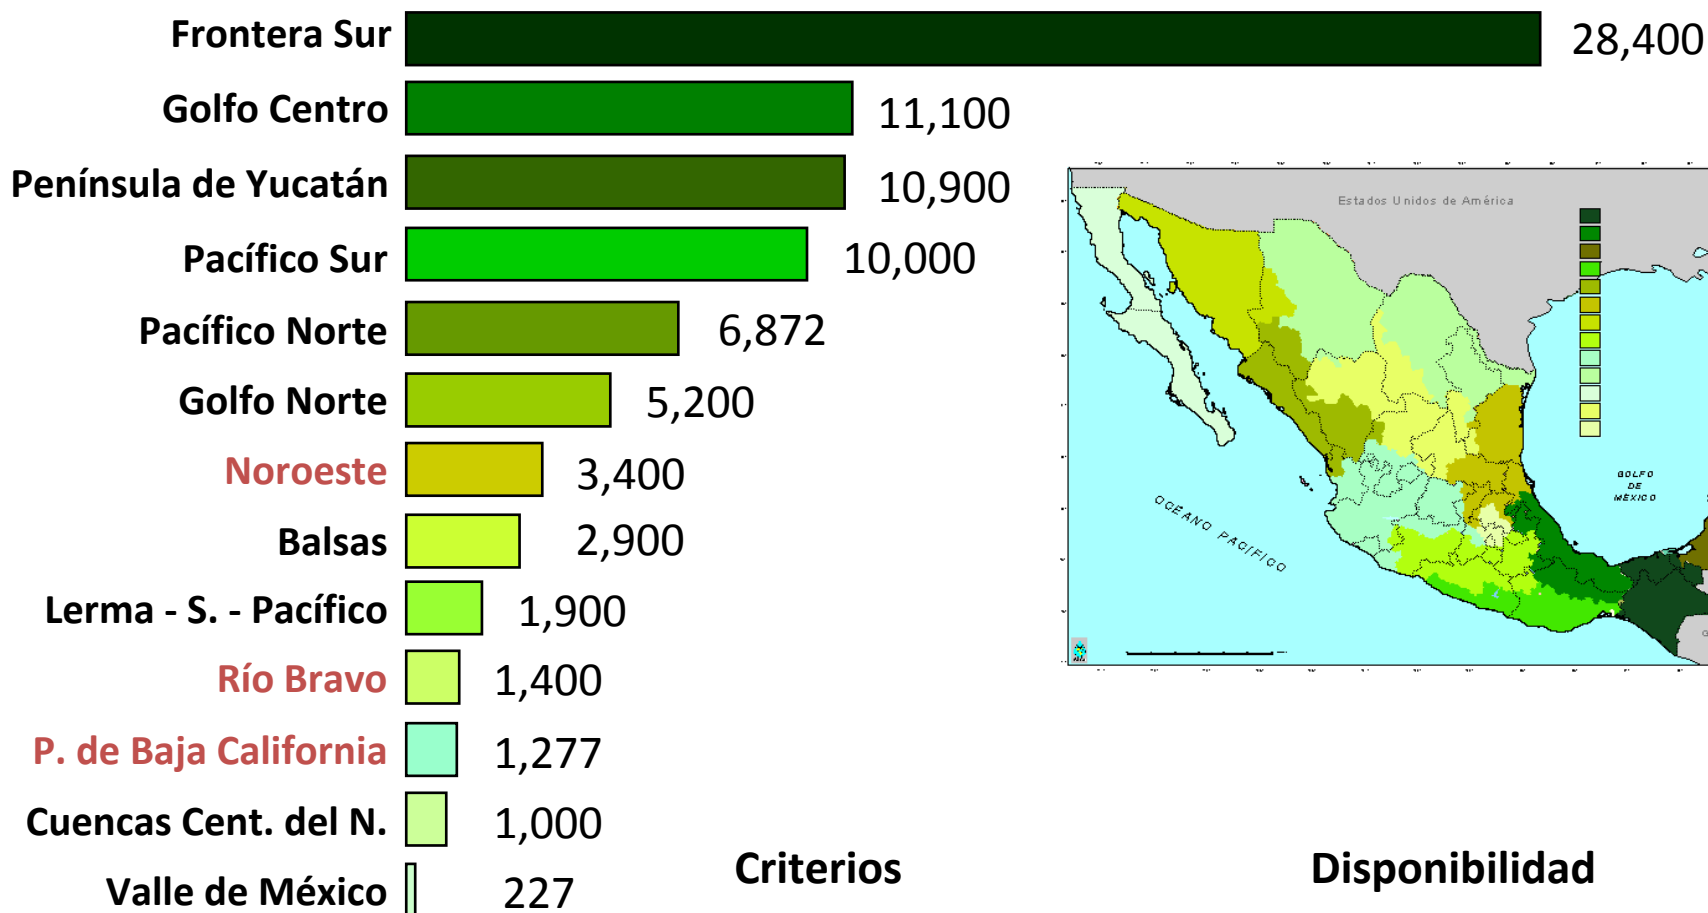 Frontera Sur 28,400
Golfo Centro 11,100
Península de Yucatán 10,900
Pacífico Sur 10,000
Pacífico Norte 6,872
Golfo Norte 5,200
Noroeste 3,400
Balsas 2,900
Lerma - S. - Pacífico 1,900
Río Bravo 1,400
P. de Baja California 1,277
Cuencas Cent. del N. 1,000
Valle de México 227
Estados Unidos de América
GOLFO
DE
MÉXICO
OCÉANO PACÍFICO
Criterios
Disponibilidad